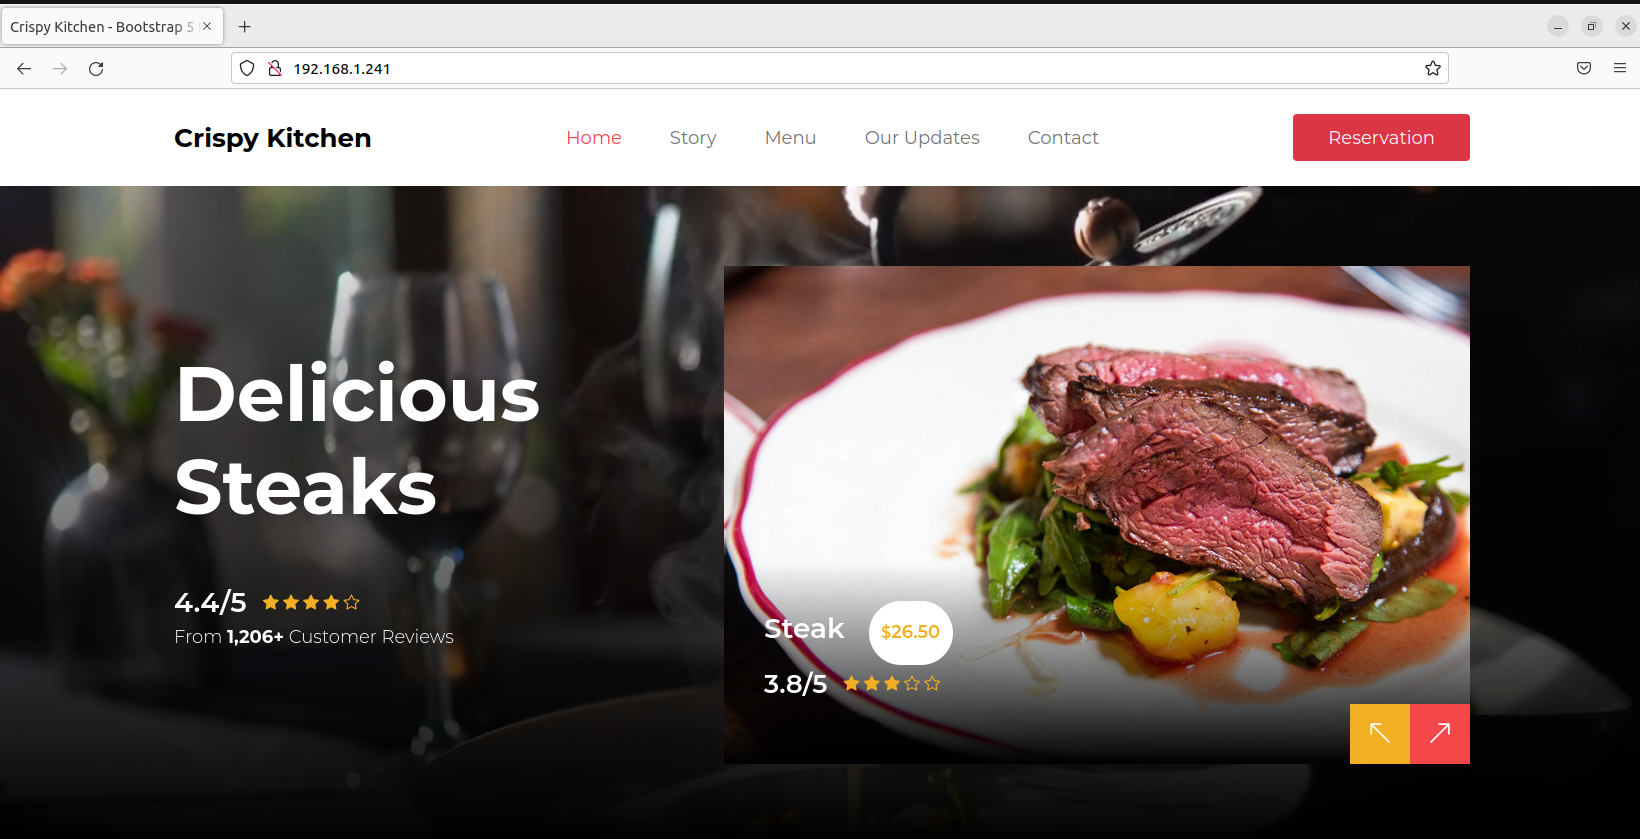 Crispy Kitchen - Bootstrap 5
192.168.1.241
Crispy Kitchen
Home Story Menu Our Updates Contact
Reservation
Delicious
Steaks
4.4/5
From 1,206+ Customer Reviews
Steak $26.50
3.8/5